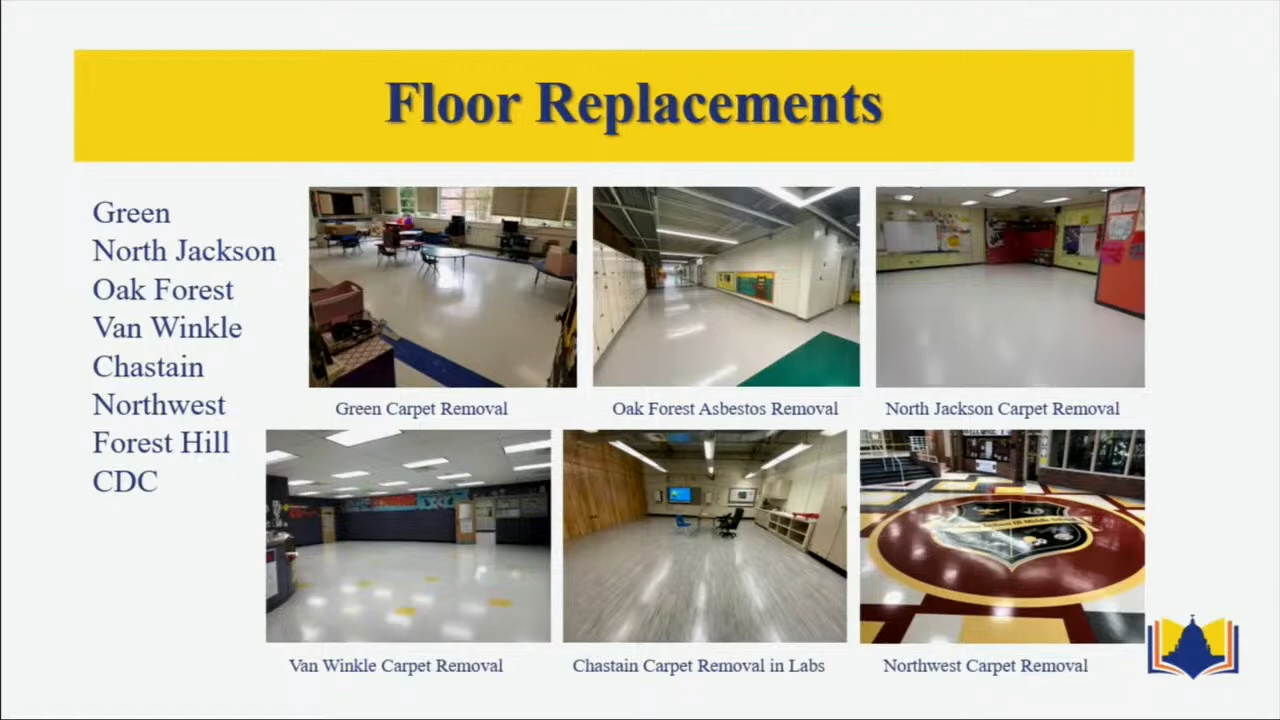 Floor Replacements
Green
North Jackson
Oak Forest
Van Winkle
Chastain
Northwest
Forest Hill
CDC
Green Carpet Removal
Oak Forest Asbestos Removal
North Jackson Carpet Removal
Van Winkle Carpet Removal
Chastain Carpet Removal in Labs
Northwest Carpet Removal